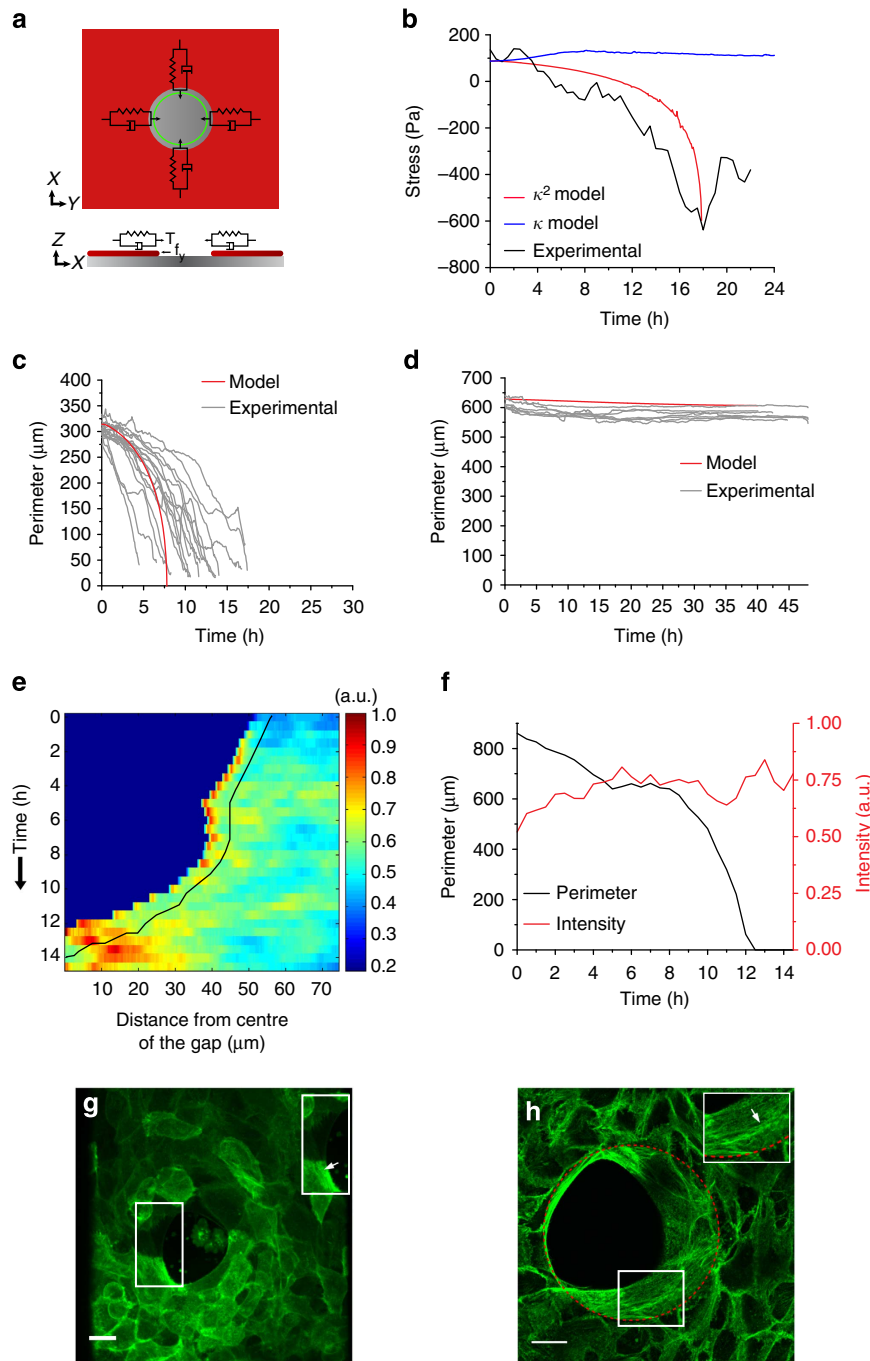 a
X
Y
Z
X
T
f
y
b
200
0
−200
−400
−600
−800
Stress (Pa)
κ² model
κ model
Experimental
0 4 8 12 16 20 24
Time (h)
c
400
350
300
250
200
150
100
50
0
Perimeter (μm)
Model
Experimental
0 5 10 15 20 25 30
Time (h)
d
700
600
500
400
300
200
100
0
Perimeter (μm)
Model
Experimental
0 5 10 15 20 25 30 35 40 45
Time (h)
e
(a.u.)
0
2
4
6
8
10
12
14
Time (h)
1.0
0.9
0.8
0.7
0.6
0.5
0.4
0.3
0.2
10 20 30 40 50 60 70
Distance from centre
of the gap (μm)
f
800
600
400
200
0
Perimeter (μm)
1.00
0.75
0.50
0.25
0.00
Intensity (a.u.)
Perimeter
Intensity
0 2 4 6 8 10 12 14
Time (h)
g
h